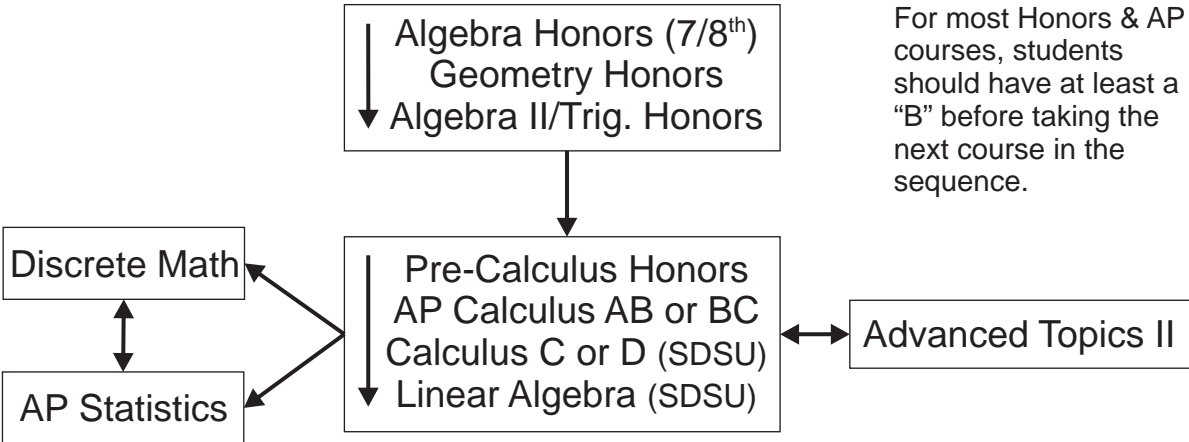 Algebra Honors (7/8th)
Geometry Honors
Algebra II/Trig. Honors
For most Honors & AP
courses, students
should have at least a
“B” before taking the
next course in the
sequence.
Discrete Math
AP Statistics
Pre-Calculus Honors
AP Calculus AB or BC
Calculus C or D (SDSU)
Linear Algebra (SDSU)
Advanced Topics II